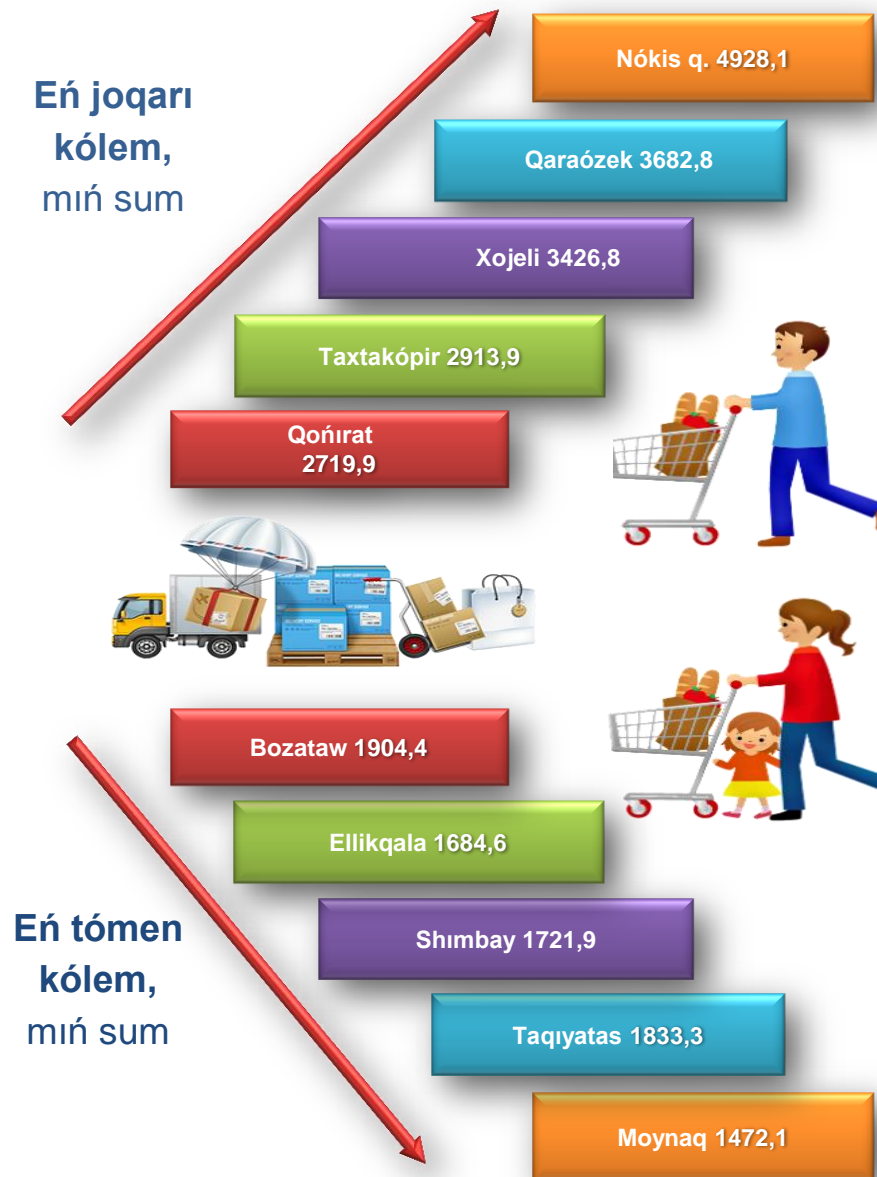 Eń joqarı
kólem,
mıń sum
Nókis q. 4928,1
Qaraózek 3682,8
Xojeli 3426,8
Taxtakópir 2913,9
Qońırat
2719,9
Bozataw 1904,4
Ellikqala 1684,6
Shımbay 1721,9
Taqıyatas 1833,3
Moynaq 1472,1
Eń tómen
kólem,
mıń sum